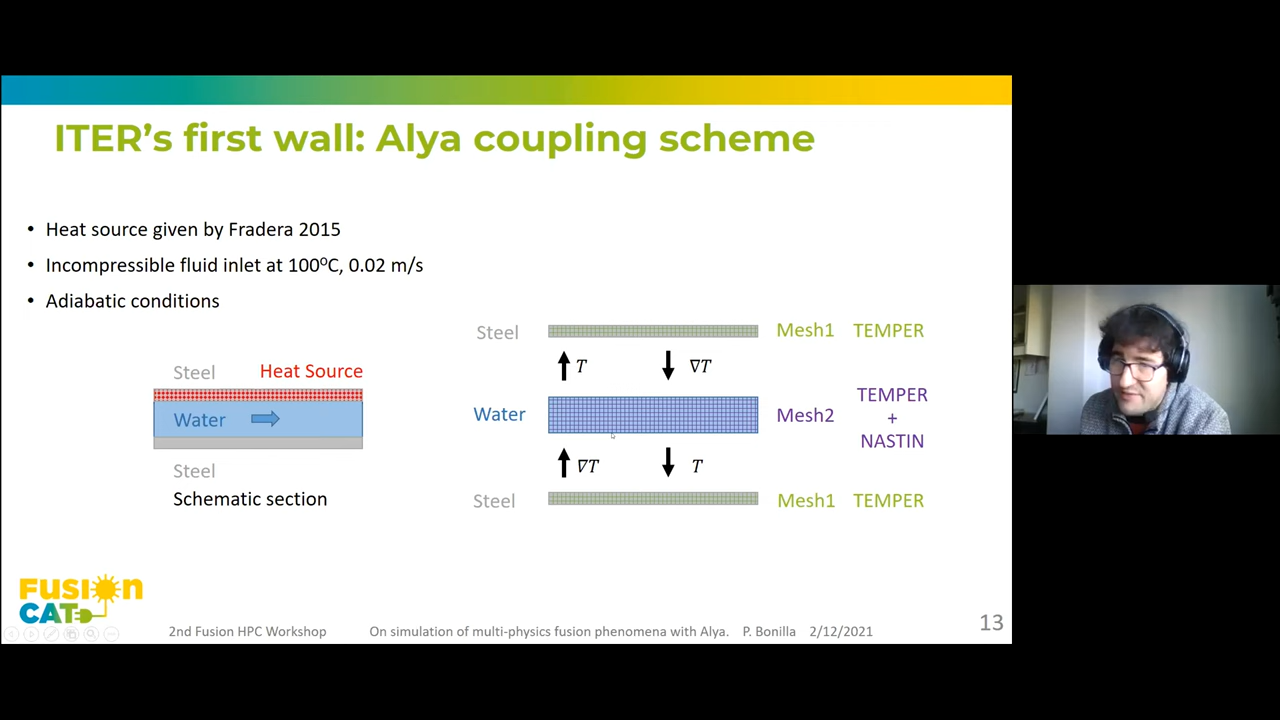 ITER's first wall: Alya coupling scheme
• Heat source given by Fradera 2015
• Incompressible fluid inlet at 100ºC, 0.02 m/s
• Adiabatic conditions
Steel Heat Source
Water
Steel
Schematic section
Steel Mesh1 TEMPER
T ∇T
Water Mesh2 TEMPER
+
NASTIN
∇T T
Steel Mesh1 TEMPER
FUSION
CAT
2nd Fusion HPC Workshop On simulation of multi-physics fusion phenomena with Alya. P. Bonilla 2/12/2021 13